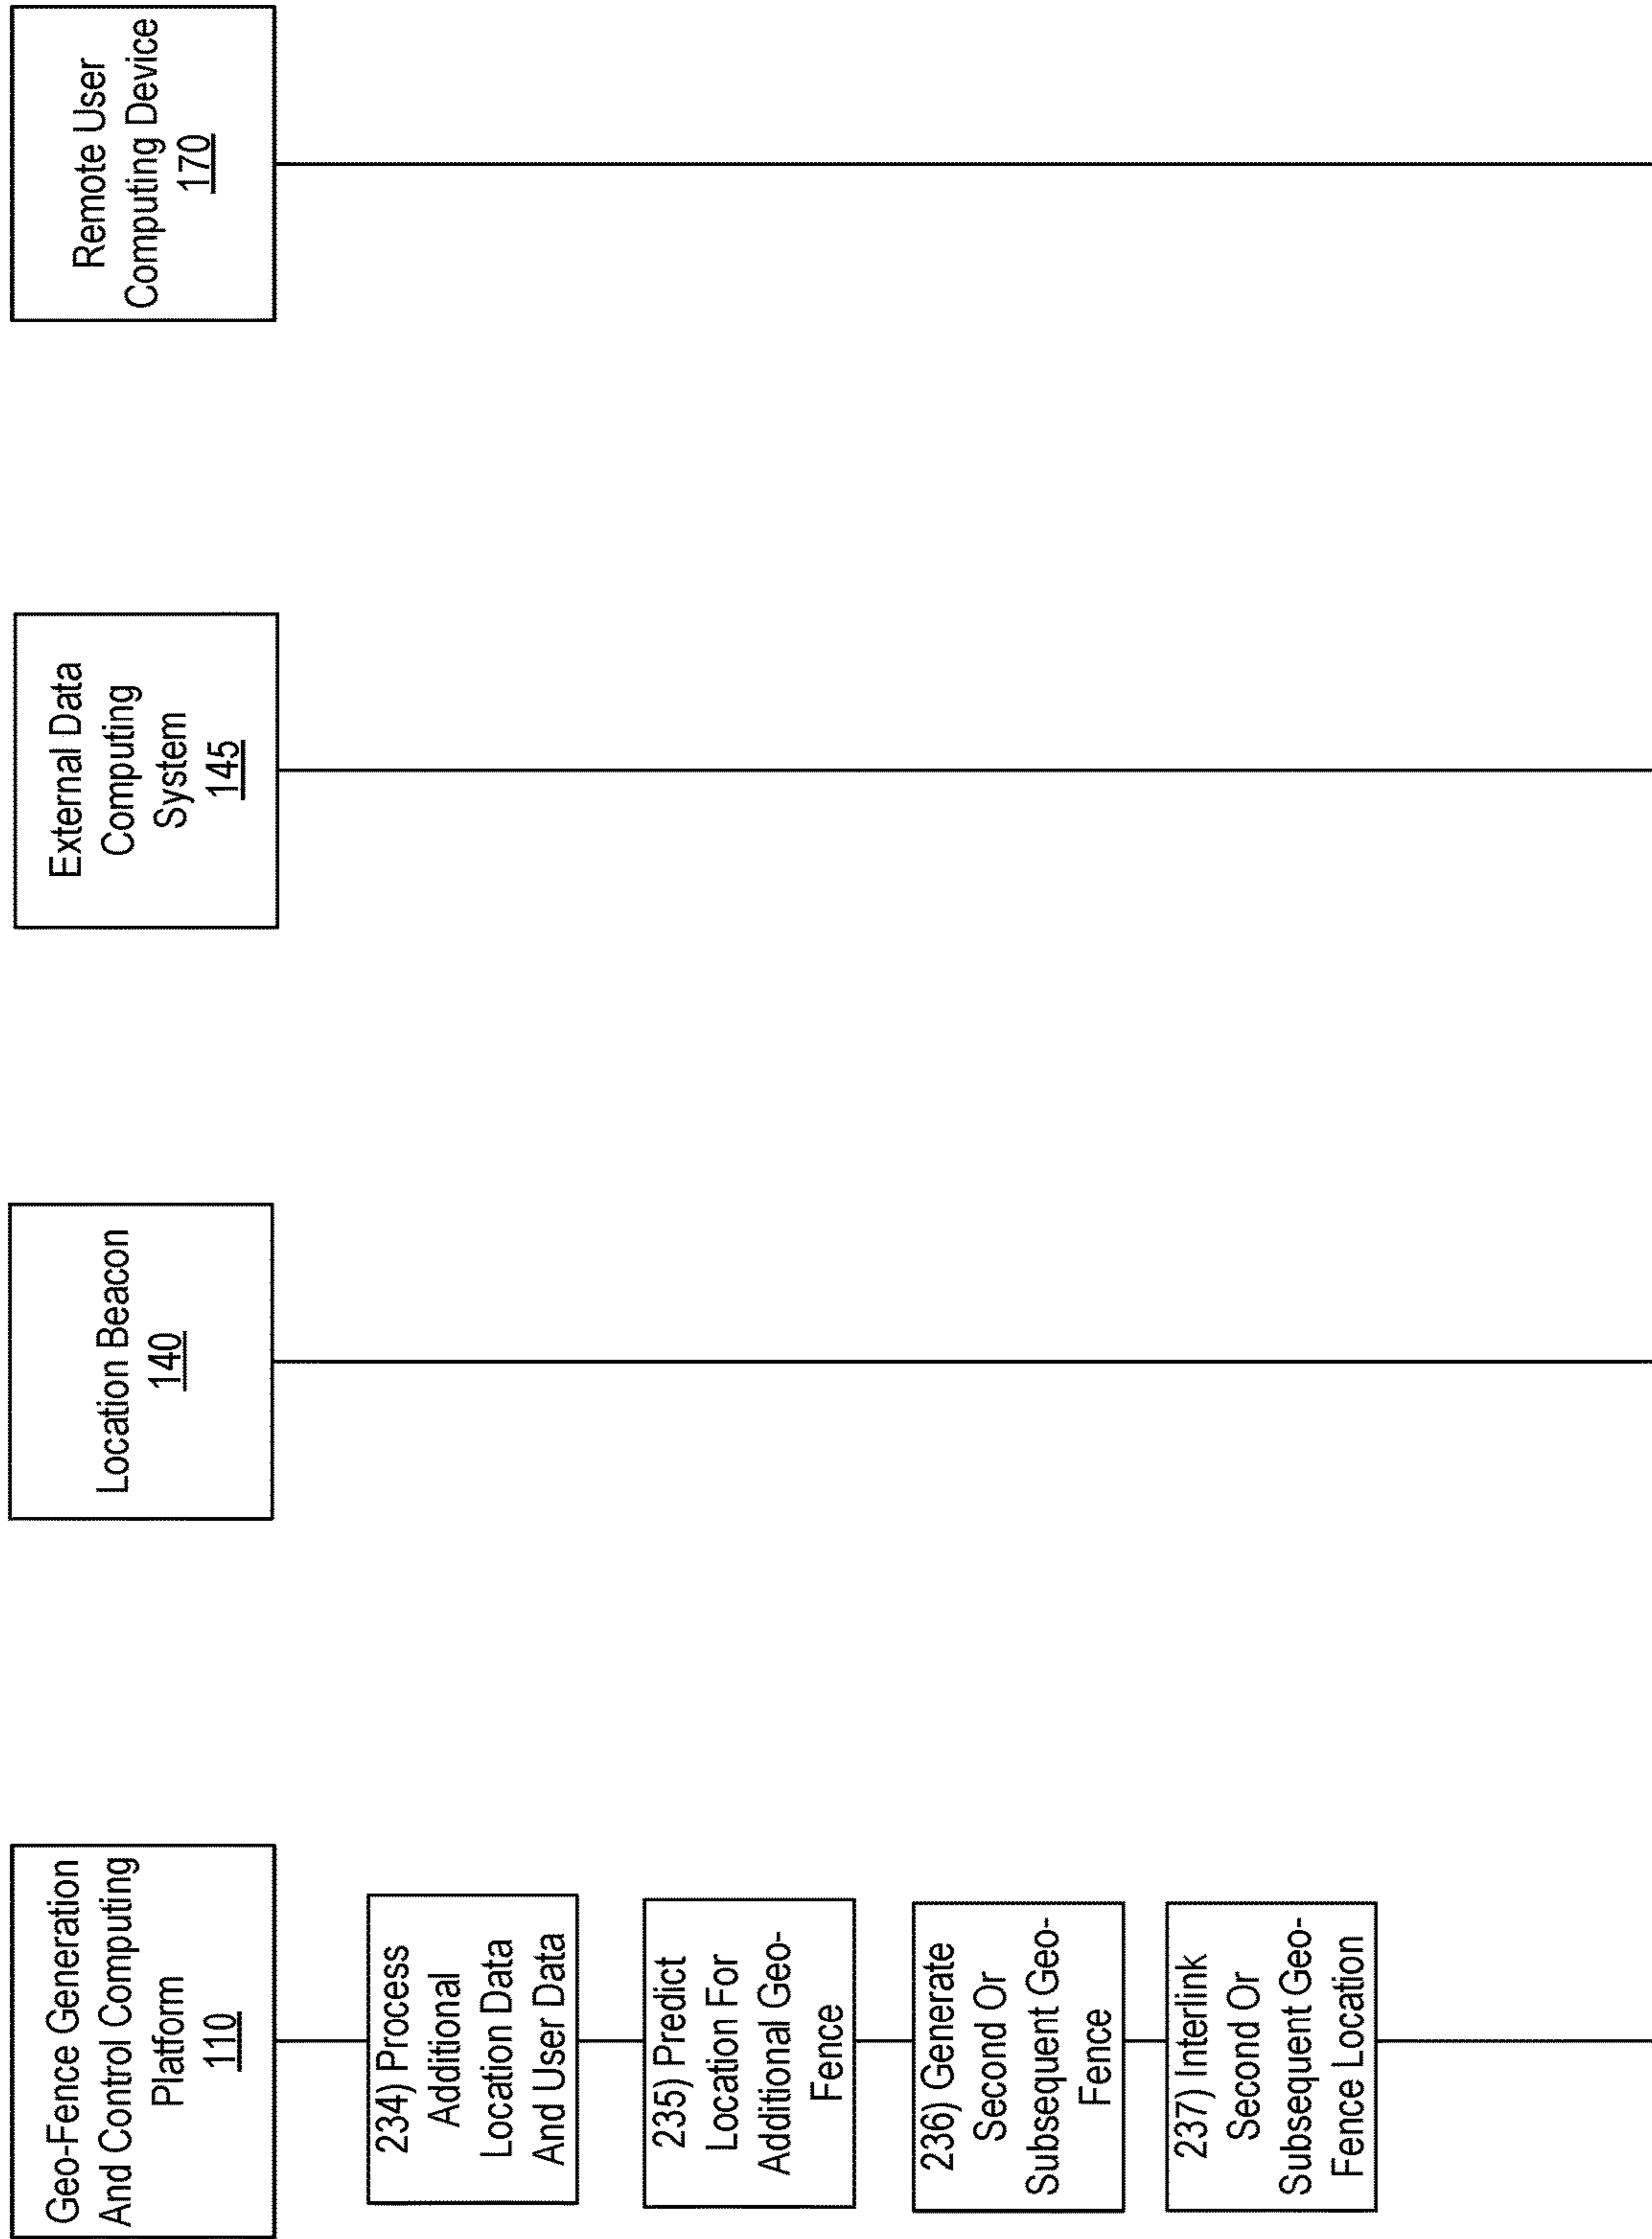 Geo-Fence Generation
And Control Computing
Platform
110
Location Beacon
140
External Data
Computing
System
145
Remote User
Computing Device
170
234) Process
Additional
Location Data
And User Data
235) Predict
Location For
Additional Geo-
Fence
236) Generate
Second Or
Subsequent Geo-
Fence
237) Interlink
Second Or
Subsequent Geo-
Fence Location